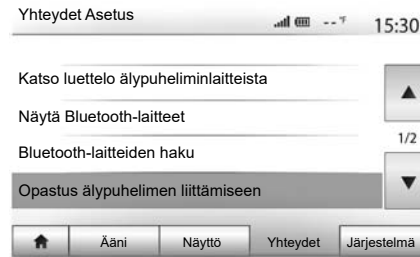 Yhteydet Asetus
-- °F 15:30
Katso luettelo älypuheliminlaitteista
Näytä Bluetooth-laitteet
1/2
Bluetooth-laitteiden haku
Opastus älypuhelimen liittämiseen
Ääni Näyttö Yhteydet Järjestelmä